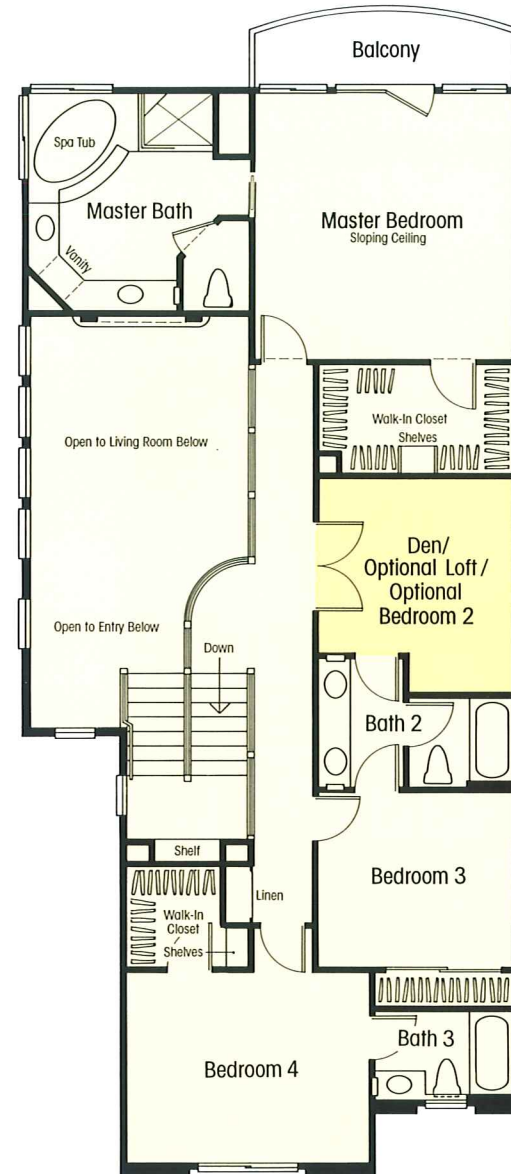 Balcony
Spa Tub
Master Bath
Vanity
Master Bedroom
Sloping Ceiling
Walk-In Closet
Shelves
Open to Living Room Below
Den/
Optional Loft /
Optional
Bedroom 2
Open to Entry Below
Down
Bath 2
Shelf
Bedroom 3
Linen
Walk-In
Closet
Shelves
Bath 3
Bedroom 4